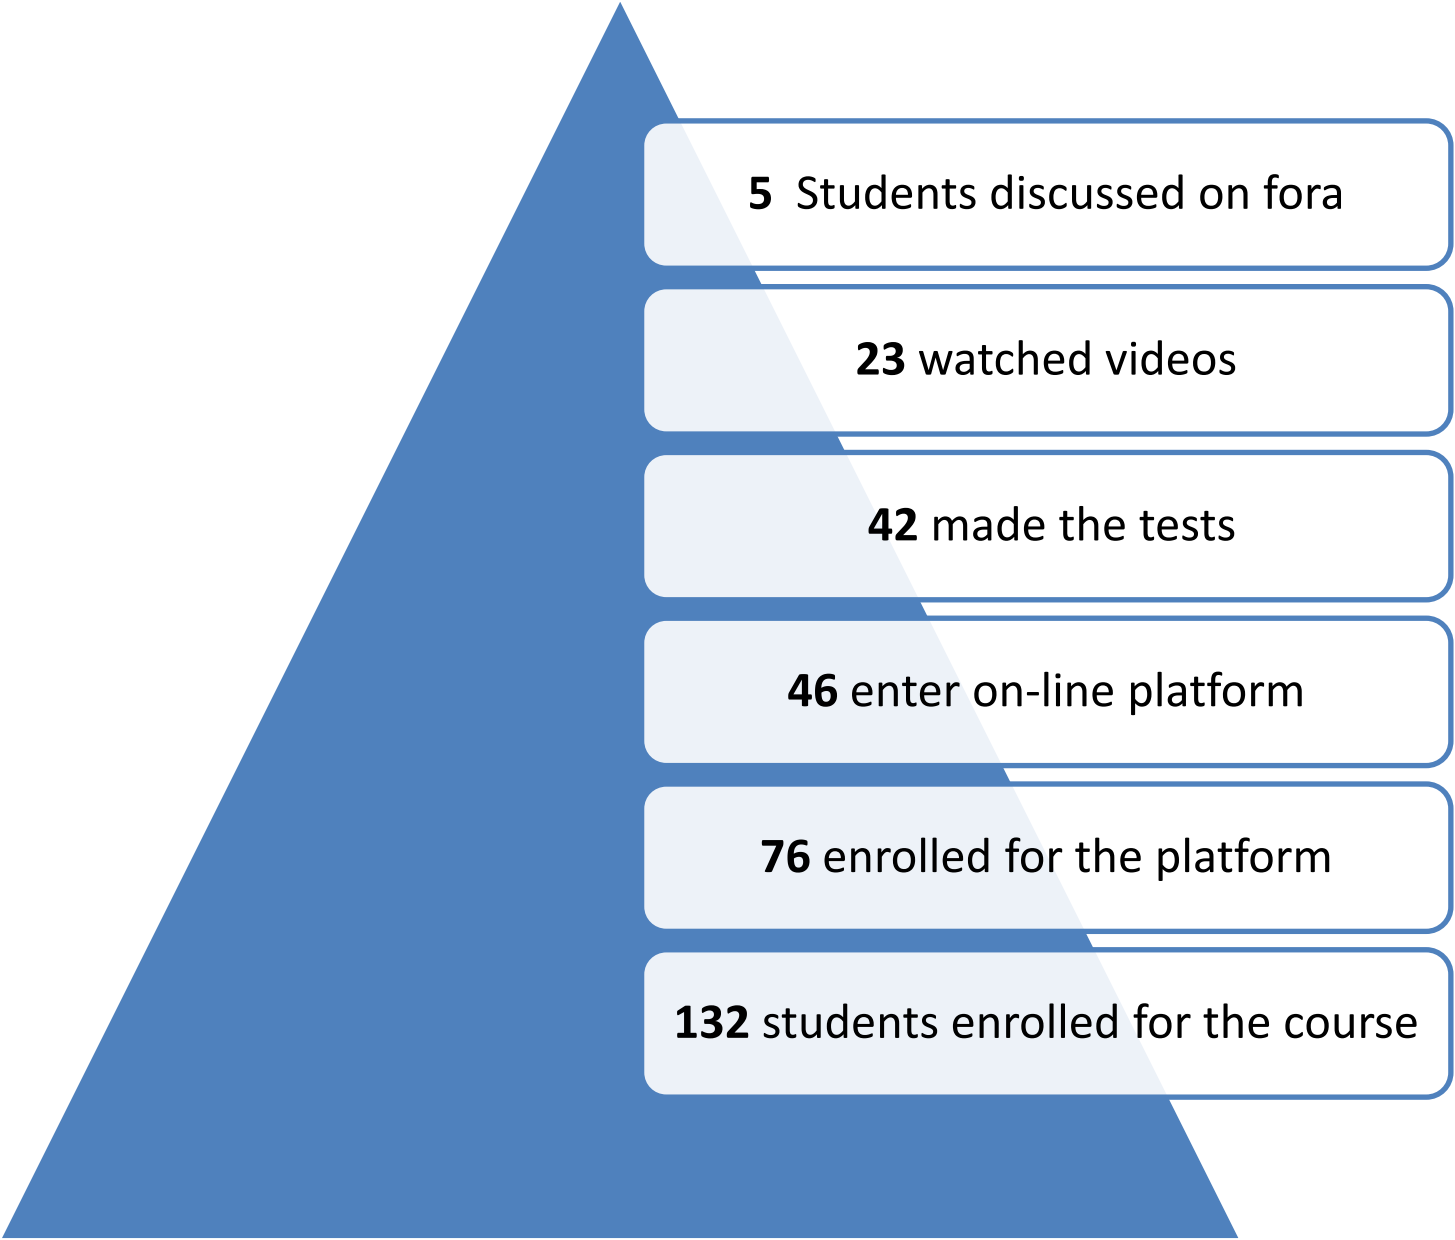 5 Students discussed on fora
23 watched videos
42 made the tests
46 enter on-line platform
76 enrolled for the platform
132 students enrolled for the course